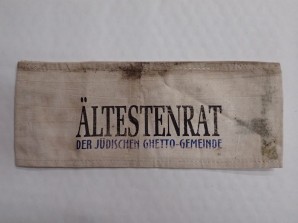 ÄLTESTENRAT
DER JÜDISCHEN GHETTO-GEMEINDE